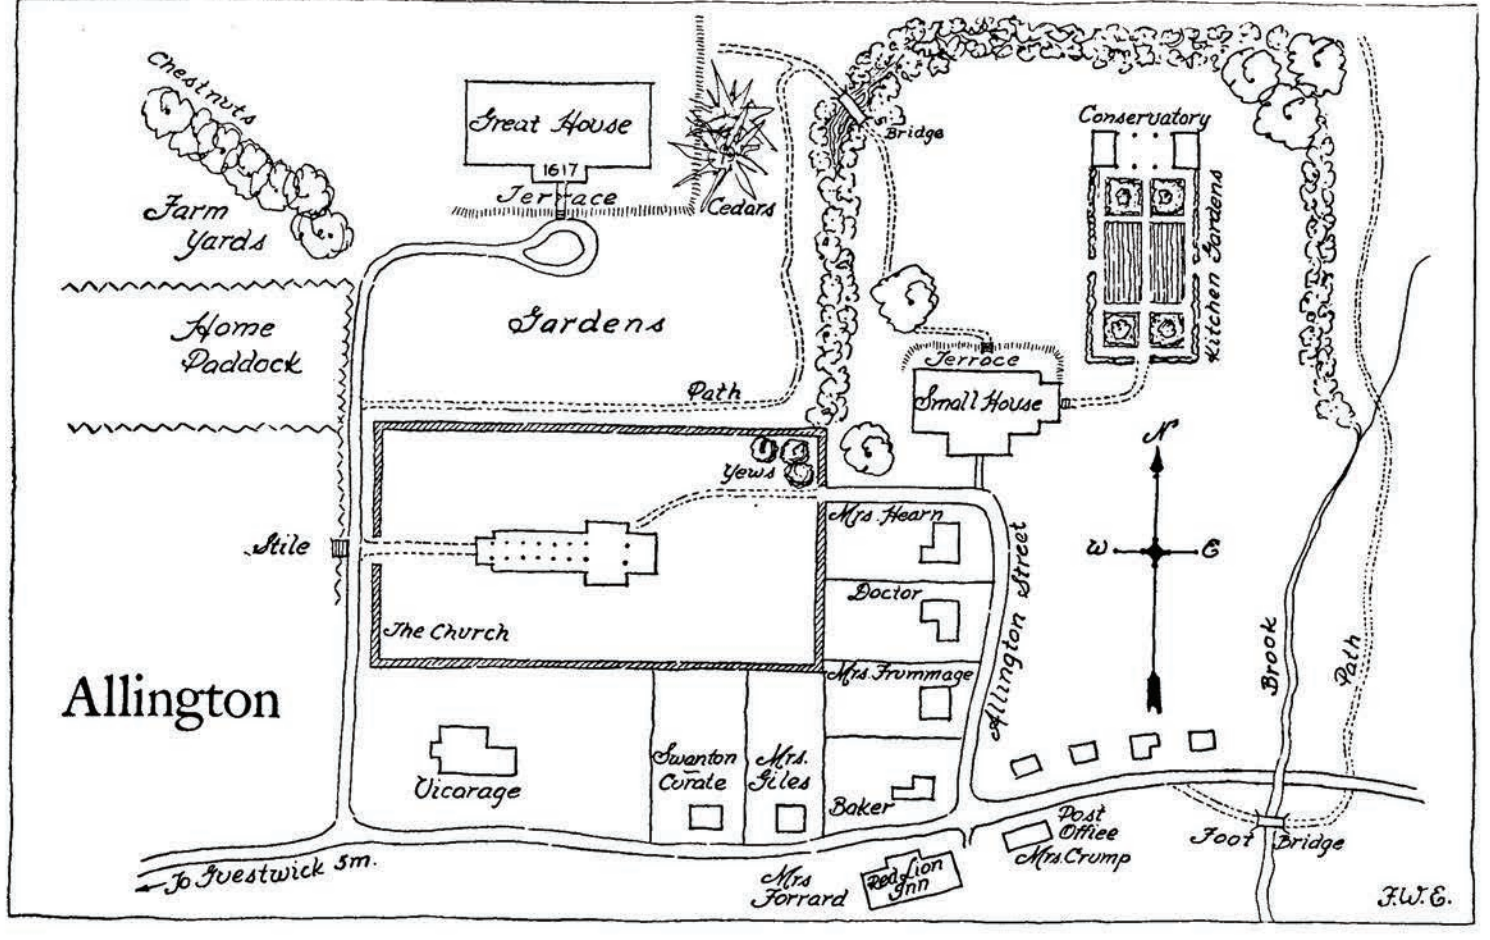 Chestnuts
Great House
1617
Terrace
Cedars
Bridge
Conservatory
Kitchen Gardens
Farm
Yards
Home
Paddock
Gardens
Path
Terrace
Small House
N
W
E
Yews
Stile
The Church
Mrs. Hearn
Doctor
Mrs. Frummage
Allington Street
Brook
Path
Allington
Vicarage
Swanton
Curate
Mrs.
Giles
Baker
Post
Office
Mrs. Crump
Foot Bridge
To Guestwick 5m.
Mrs
Forrard
Red Lion
Inn
F.W.E.